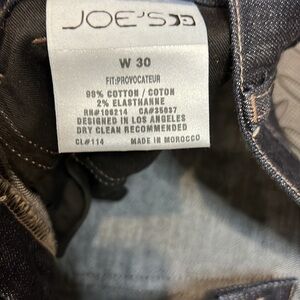 JOE'S
W 30
FIT:PROVOCATEUR
98% COTTON / COTON
2% ELASTHANNE
RN#106214 CA#35037
DESIGNED IN LOS ANGELES
DRY CLEAN RECOMMENDED
CL#114 MADE IN MOROCCO